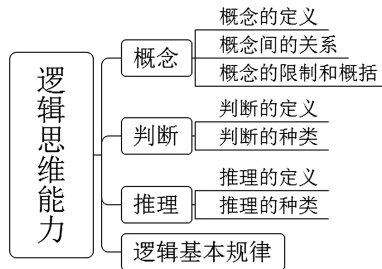 逻辑思维能力
概念
概念的定义
概念间的关系
概念的限制和概括
判断
判断的定义
判断的种类
推理
推理的定义
推理的种类
逻辑基本规律